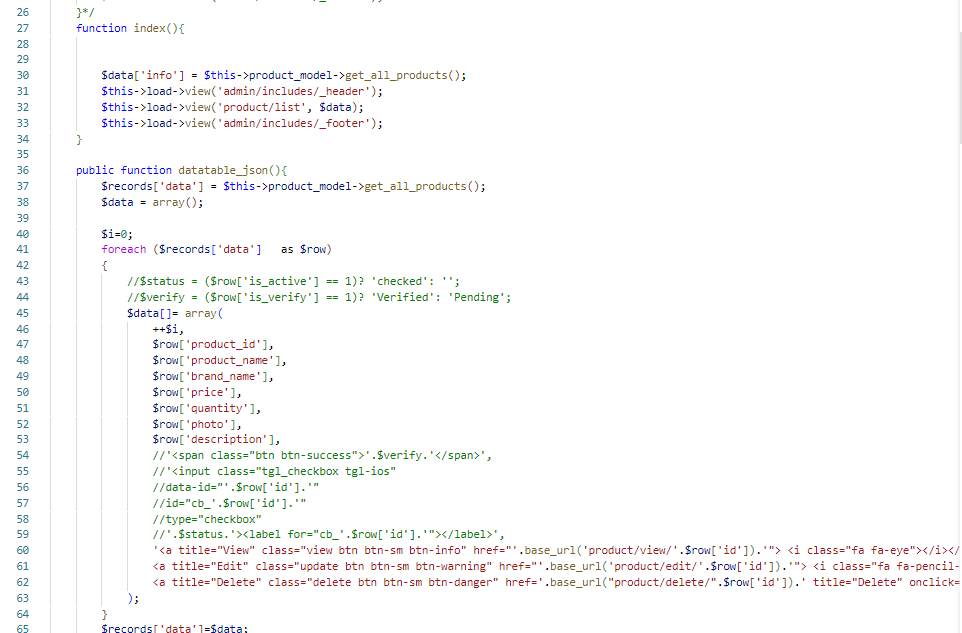 26 }*/
27 function index(){
28
29
30 $data['info'] = $this->product_model->get_all_products();
31 $this->load->view('admin/includes/_header');
32 $this->load->view('product/list', $data);
33 $this->load->view('admin/includes/_footer');
34 }
35
36 public function datatable_json(){
37 $records['data'] = $this->product_model->get_all_products();
38 $data = array();
39
40 $i=0;
41 foreach ($records['data']   as $row)
42 {
43 //$status = ($row['is_active'] == 1)? 'checked': '';
44 //$verify = ($row['is_verify'] == 1)? 'Verified': 'Pending';
45 $data[]= array(
46 ++$i,
47 $row['product_id'],
48 $row['product_name'],
49 $row['brand_name'],
50 $row['price'],
51 $row['quantity'],
52 $row['photo'],
53 $row['description'],
54 //'<span class="btn btn-success">'.$verify.'</span>',
55 //'<input class="tgl_checkbox tgl-ios"
56 //data-id="'.$row['id'].'"
57 //id="cb_'.$row['id'].'"
58 //type="checkbox"
59 //'.$status.'><label for="cb_'.$row['id'].'"></label>',
60 '<a title="View" class="view btn btn-sm btn-info" href="'.base_url('product/view/'.$row['id']).'"> <i class="fa fa-eye"></i></
61 <a title="Edit" class="update btn btn-sm btn-warning" href="'.base_url('product/edit/'.$row['id']).'"> <i class="fa fa-pencil-
62 <a title="Delete" class="delete btn btn-sm btn-danger" href='.base_url("product/delete/".$row['id']).' title="Delete" onclick=
63 );
64 }
65 $records['data']=$data;